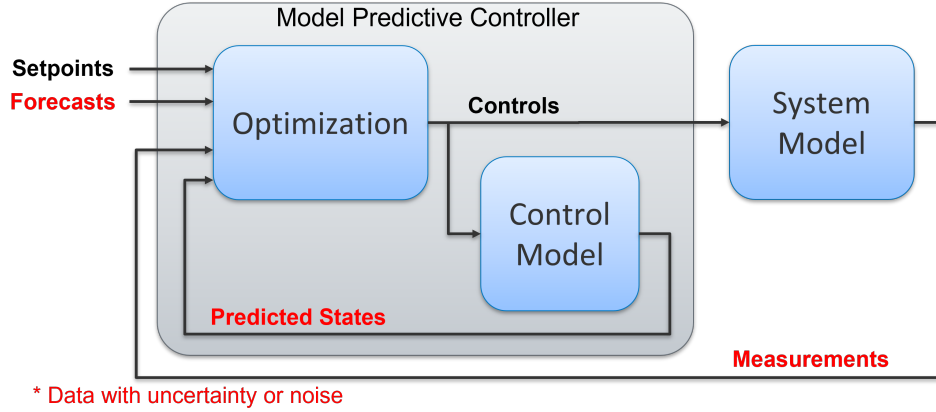 Model Predictive Controller
Setpoints
Forecasts
Optimization
Controls
System
Model
Control
Model
Predicted States
Measurements
* Data with uncertainty or noise